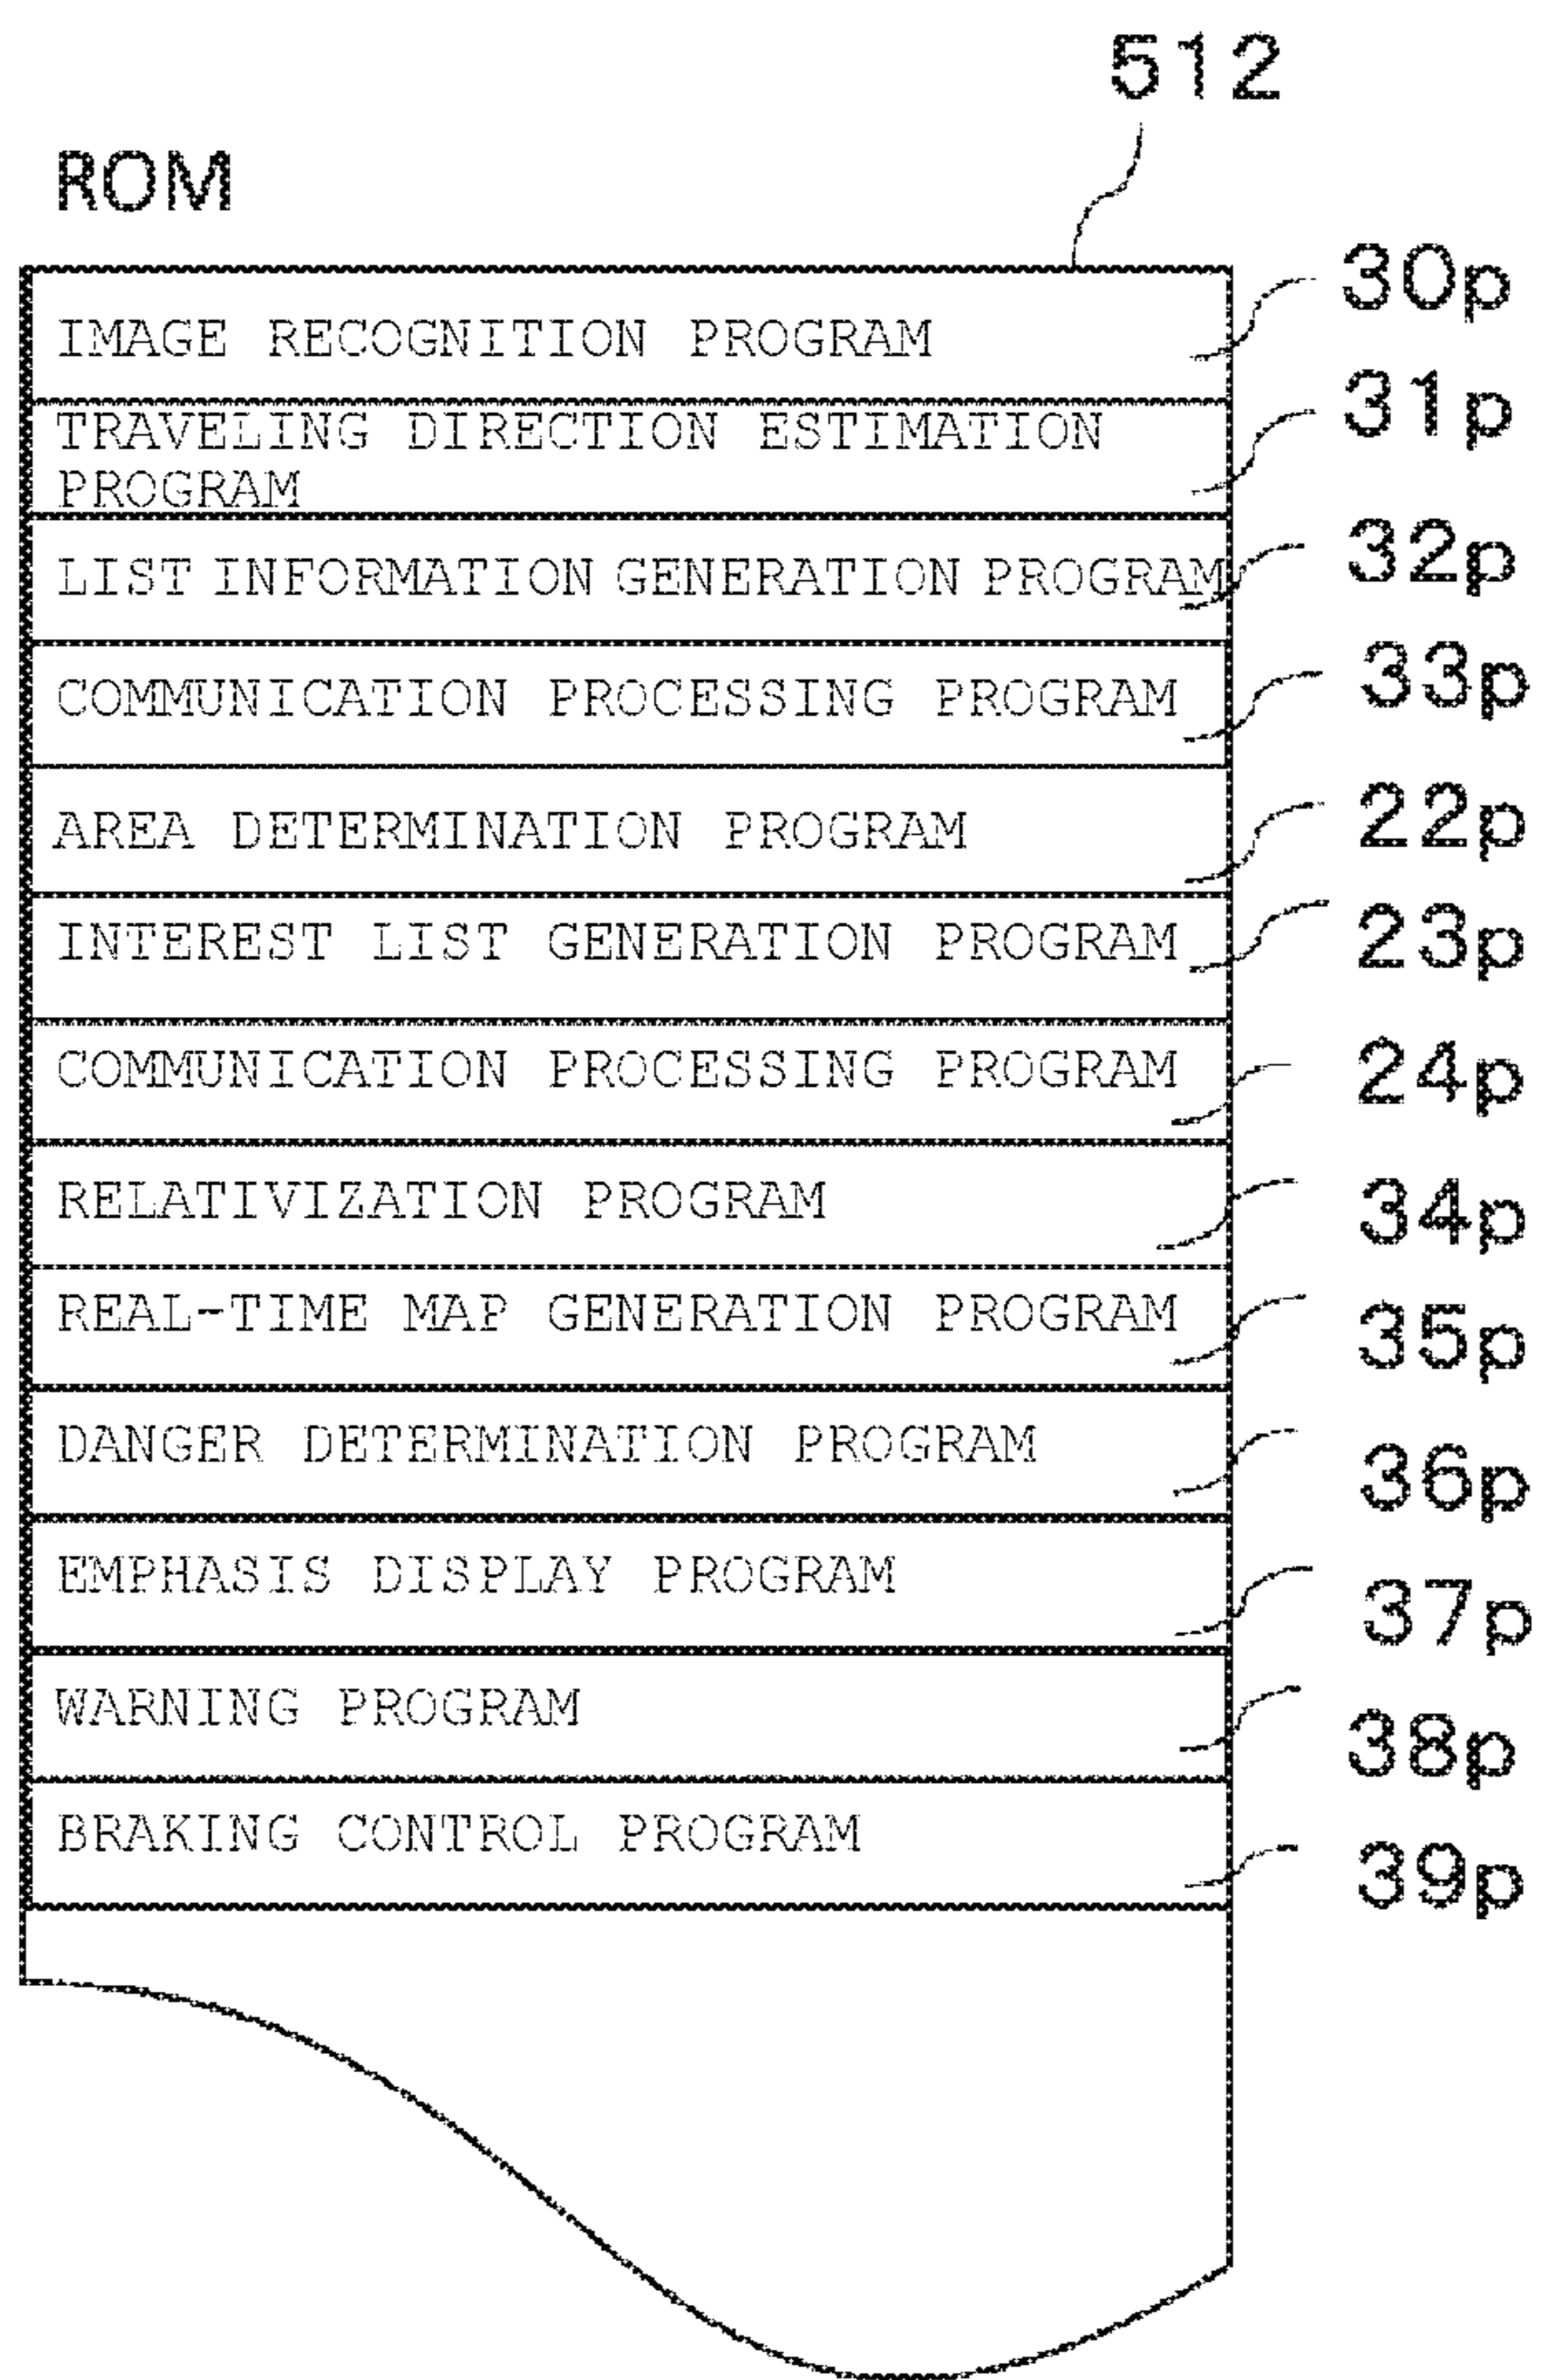 512
ROM
IMAGE RECOGNITION PROGRAM 30p
TRAVELING DIRECTION ESTIMATION
PROGRAM 31p
LIST INFORMATION GENERATION PROGRAM 32p
COMMUNICATION PROCESSING PROGRAM 33p
AREA DETERMINATION PROGRAM 22p
INTEREST LIST GENERATION PROGRAM 23p
COMMUNICATION PROCESSING PROGRAM 24p
RELATIVIZATION PROGRAM 34p
REAL-TIME MAP GENERATION PROGRAM 35p
DANGER DETERMINATION PROGRAM 36p
EMPHASIS DISPLAY PROGRAM 37p
WARNING PROGRAM 38p
BRAKING CONTROL PROGRAM 39p